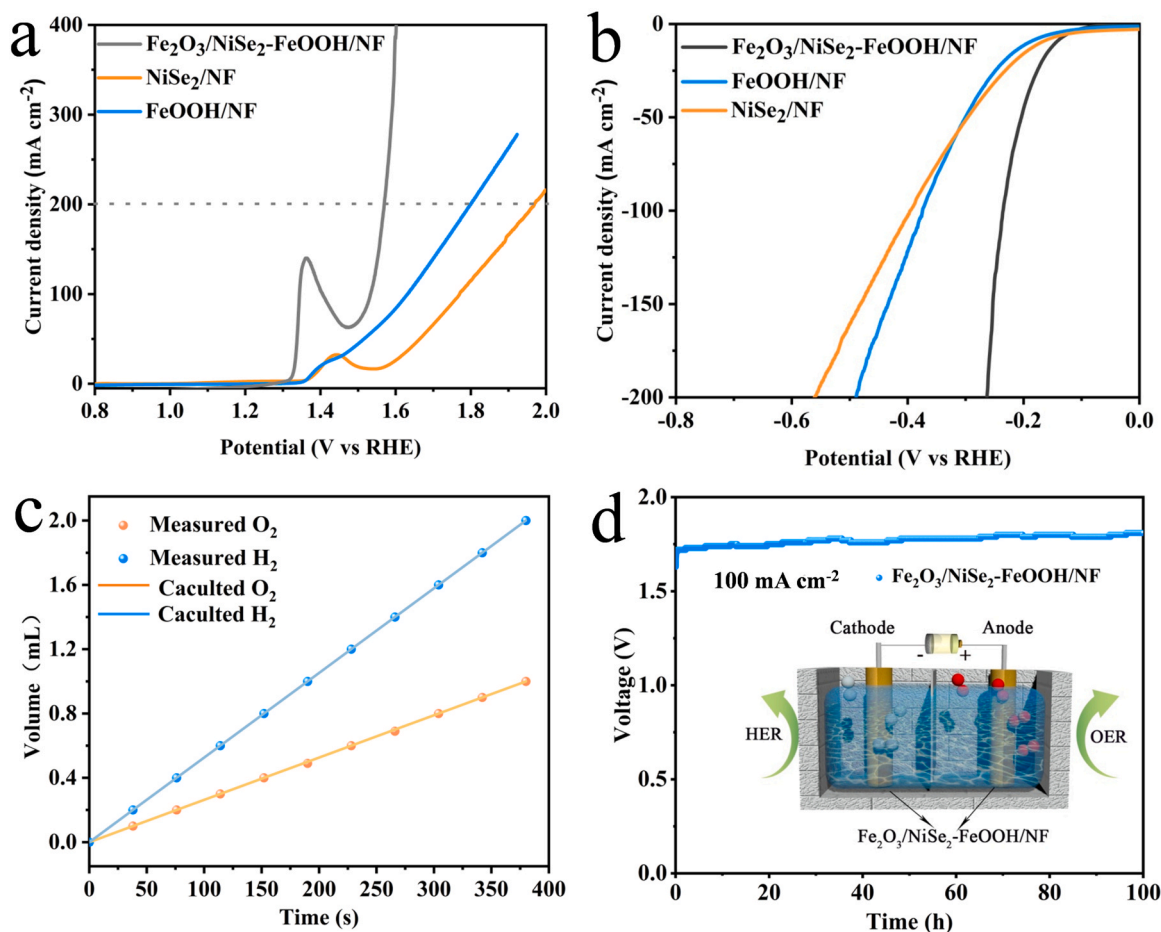 a
Fe₂O₃/NiSe₂-FeOOH/NF
NiSe₂/NF
FeOOH/NF
Current density (mA cm⁻²)
400
300
200
100
0
0.8 1.0 1.2 1.4 1.6 1.8 2.0
Potential (V vs RHE)
b
Fe₂O₃/NiSe₂-FeOOH/NF
FeOOH/NF
NiSe₂/NF
Current density (mA cm⁻²)
0
-50
-100
-150
-200
-0.8 -0.6 -0.4 -0.2 0.0
Potential (V vs RHE)
c
Measured O₂
Measured H₂
Caculted O₂
Caculted H₂
Volume（mL）
2.0
1.6
1.2
0.8
0.4
0.0
0 50 100 150 200 250 300 350 400
Time (s)
d
100 mA cm⁻²
Fe₂O₃/NiSe₂-FeOOH/NF
Cathode
Anode
- +
HER
OER
Fe₂O₃/NiSe₂-FeOOH/NF
Voltage (V)
2.0
1.5
1.0
0.5
0.0
0 20 40 60 80 100
Time (h)